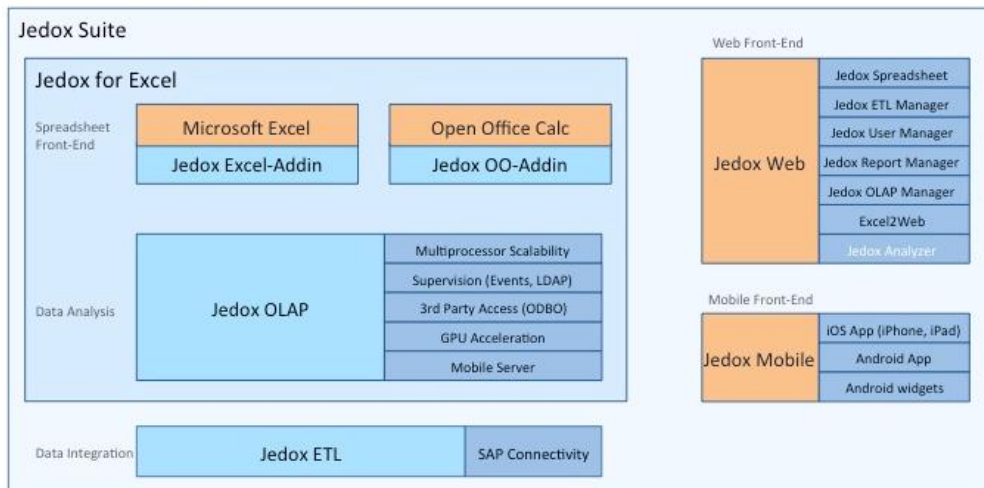 Jedox Suite
Jedox for Excel
Spreadsheet
Front-End
Microsoft Excel
Jedox Excel-Addin
Open Office Calc
Jedox OO-Addin
Data Analysis
Jedox OLAP
Multiprocessor Scalability
Supervision (Events, LDAP)
3rd Party Access (ODBO)
GPU Acceleration
Mobile Server
Data Integration
Jedox ETL
SAP Connectivity
Web Front-End
Jedox Web
Jedox Spreadsheet
Jedox ETL Manager
Jedox User Manager
Jedox Report Manager
Jedox OLAP Manager
Excel2Web
Jedox Analyzer
Mobile Front-End
Jedox Mobile
iOS App (iPhone, iPad)
Android App
Android widgets